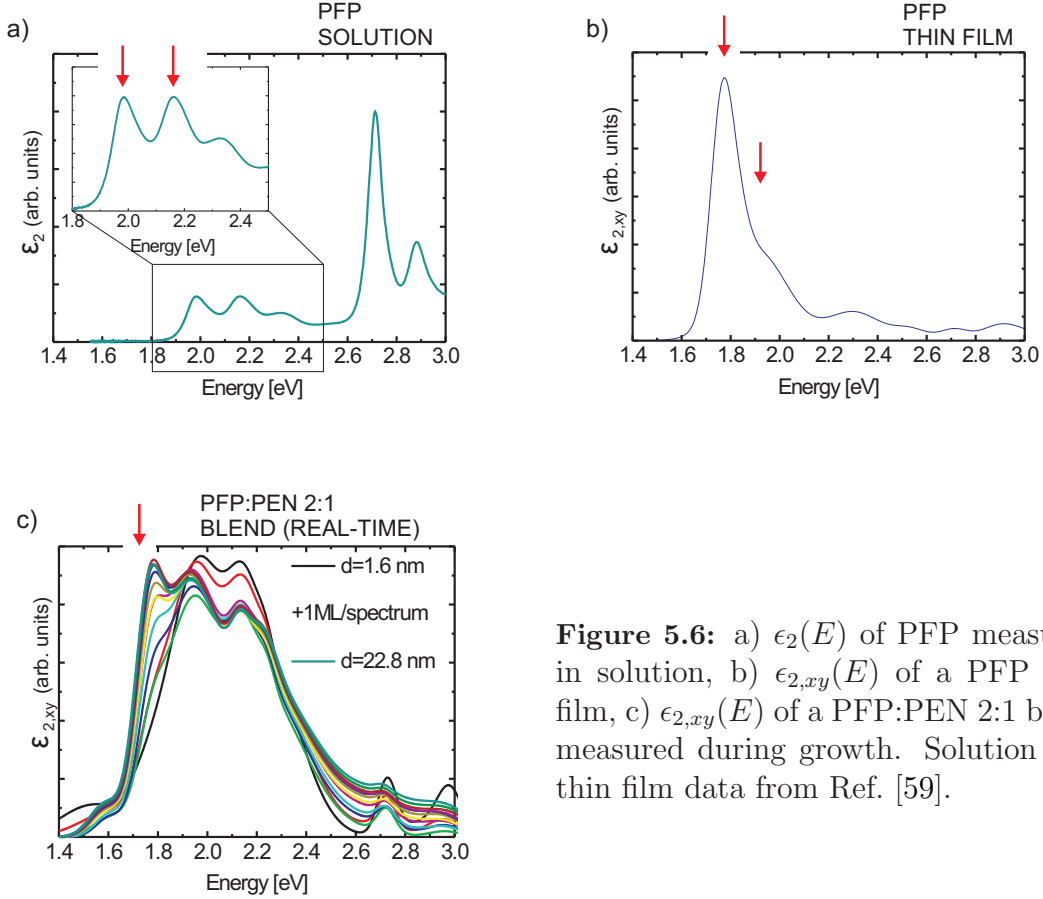 a)
PFP
SOLUTION
ε2 (arb. units)
1.8 2.0 2.2 2.4
Energy [eV]
1.4 1.6 1.8 2.0 2.2 2.4 2.6 2.8 3.0
Energy [eV]
b)
PFP
THIN FILM
ε2,xy (arb. units)
1.4 1.6 1.8 2.0 2.2 2.4 2.6 2.8 3.0
Energy [eV]
c)
PFP:PEN 2:1
BLEND (REAL-TIME)
d=1.6 nm
+1ML/spectrum
d=22.8 nm
ε2,xy (arb. units)
1.4 1.6 1.8 2.0 2.2 2.4 2.6 2.8 3.0
Energy [eV]
Figure 5.6: a) ϵ2(E) of PFP measu
in solution, b) ϵ2,xy(E) of a PFP
film, c) ϵ2,xy(E) of a PFP:PEN 2:1 b
measured during growth. Solution
thin film data from Ref. [59].